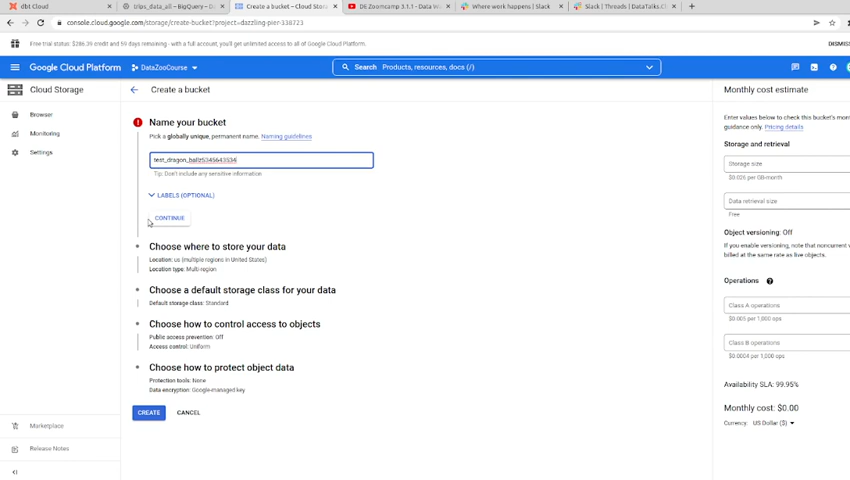 dbt Cloud
trips_data_all – BigQuery –
Create a bucket – Cloud Stora
DE Zoomcamp 3.1.1 - Data Wa
Where work happens | Slack
Slack | Threads | DataTalks.Cl
console.cloud.google.com/storage/create-bucket?project=dazzling-pier-338723
Free trial status: $286.39 credit and 59 days remaining - with a full account, you'll get unlimited access to all of Google Cloud Platform.
DISMISS
Google Cloud Platform
DataZooCourse
Search Products, resources, docs (/)
Cloud Storage
Create a bucket
Monthly cost estimate
Browser
Monitoring
Settings
Name your bucket
Pick a globally unique, permanent name. Naming guidelines
test_dragon_ballz5345643534
Tip: Don't include any sensitive information
LABELS (OPTIONAL)
CONTINUE
Choose where to store your data
Location: us (multiple regions in United States)
Location type: Multi-region
Choose a default storage class for your data
Default storage class: Standard
Choose how to control access to objects
Public access prevention: Off
Access control: Uniform
Choose how to protect object data
Protection tools: None
Data encryption: Google-managed key
CREATE
CANCEL
Enter values below to check this bucket's mon
guidance only. Pricing details
Storage and retrieval
Storage size
$0.026 per GB-month
Data retrieval size
Free
Object versioning: Off
If you enable versioning, note that noncurrent v
billed at the same rate as live objects.
Operations
Class A operations
$0.005 per 1,000 ops
Class B operations
$0.0004 per 1,000 ops
Availability SLA: 99.95%
Monthly cost: $0.00
Currency: US Dollar ($)
Marketplace
Release Notes